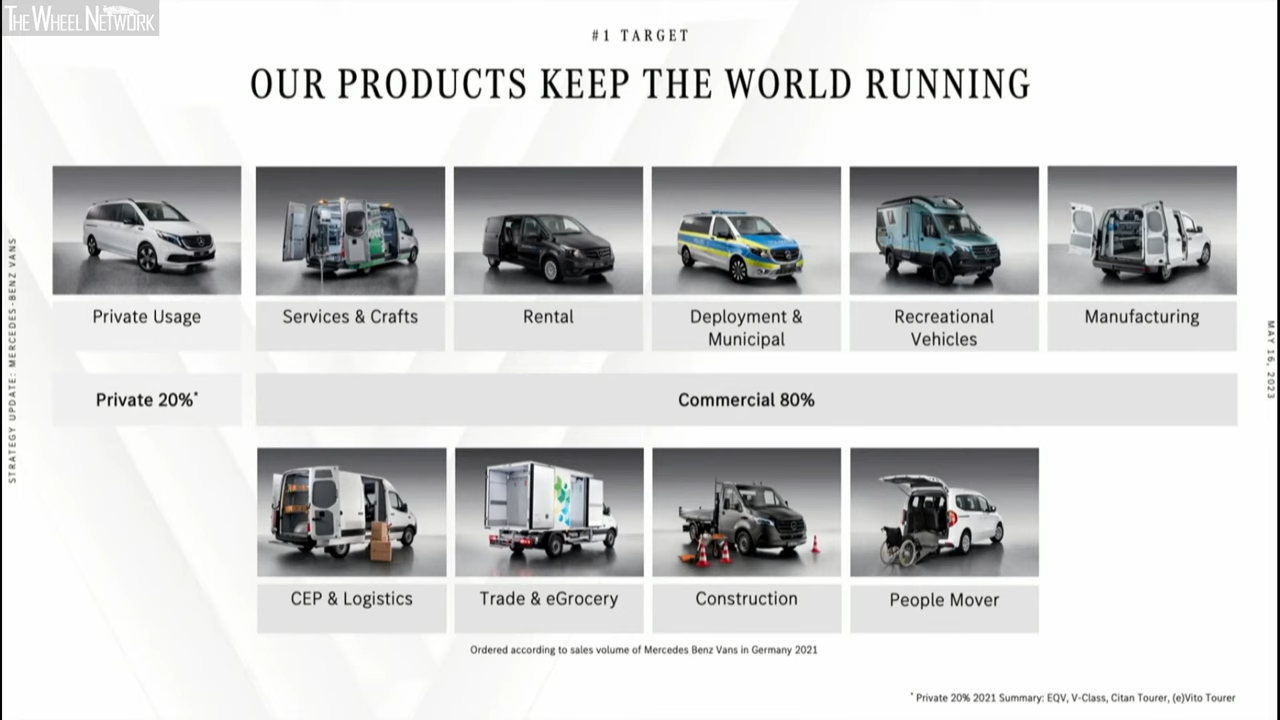 THE WHEEL NETWORK
#1 TARGET
OUR PRODUCTS KEEP THE WORLD RUNNING
STRATEGY UPDATE: MERCEDES-BENZ VANS
MAY 16, 2023
Private Usage
Services & Crafts
Rental
Deployment &
Municipal
Recreational
Vehicles
Manufacturing
Private 20%*
Commercial 80%
CEP & Logistics
Trade & eGrocery
Construction
People Mover
Ordered according to sales volume of Mercedes Benz Vans in Germany 2021
* Private 20% 2021 Summary: EQV, V-Class, Citan Tourer, (e)Vito Tourer